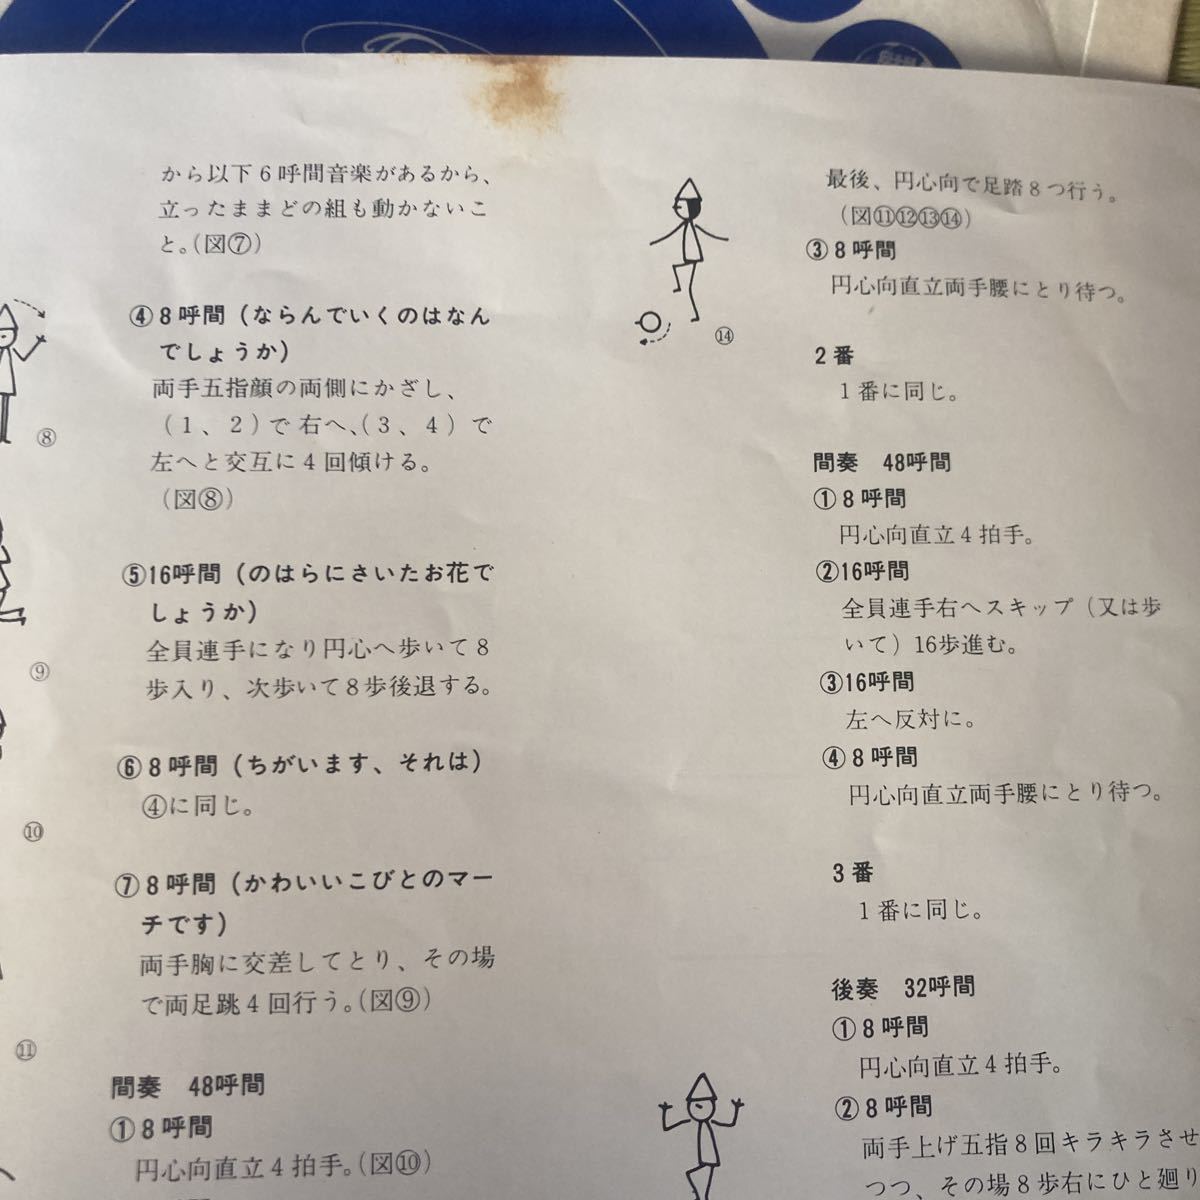 から以下6呼間音楽があるから、
立ったままどの組も動かないこ
と。(図⑦)
④8呼間(ならんでいくのはなん
でしょうか)
両手五指顔の両側にかざし、
(1、2)で右へ、(3、4)で
左へと交互に4回傾ける。
(図⑧)
⑤16呼間(のはらにさいたお花で
しょうか)
全員連手になり円心へ歩いて8
歩入り、次歩いて8歩後退する。
⑥8呼間(ちがいます、それは)
④に同じ。
⑦8呼間(かわいいこびとのマー
チです)
両手胸に交差してとり、その場
で両足跳4回行う。(図⑨)
間奏 48呼間
①8呼間
円心向直立4拍手。(図⑩)
⑧
⑨
⑩
⑪
⑭
最後、円心向で足踏8つ行う。
(図⑪⑫⑬⑭)
③8呼間
円心向直立両手腰にとり待つ。
2番
1番に同じ。
間奏 48呼間
①8呼間
円心向直立4拍手。
②16呼間
全員連手右へスキップ(又は歩
いて)16歩進む。
③16呼間
左へ反対に。
④8呼間
円心向直立両手腰にとり待つ。
3番
1番に同じ。
後奏 32呼間
①8呼間
円心向直立4拍手。
②8呼間
両手上げ五指8回キラキラさせ
つつ、その場8歩右にひと廻り